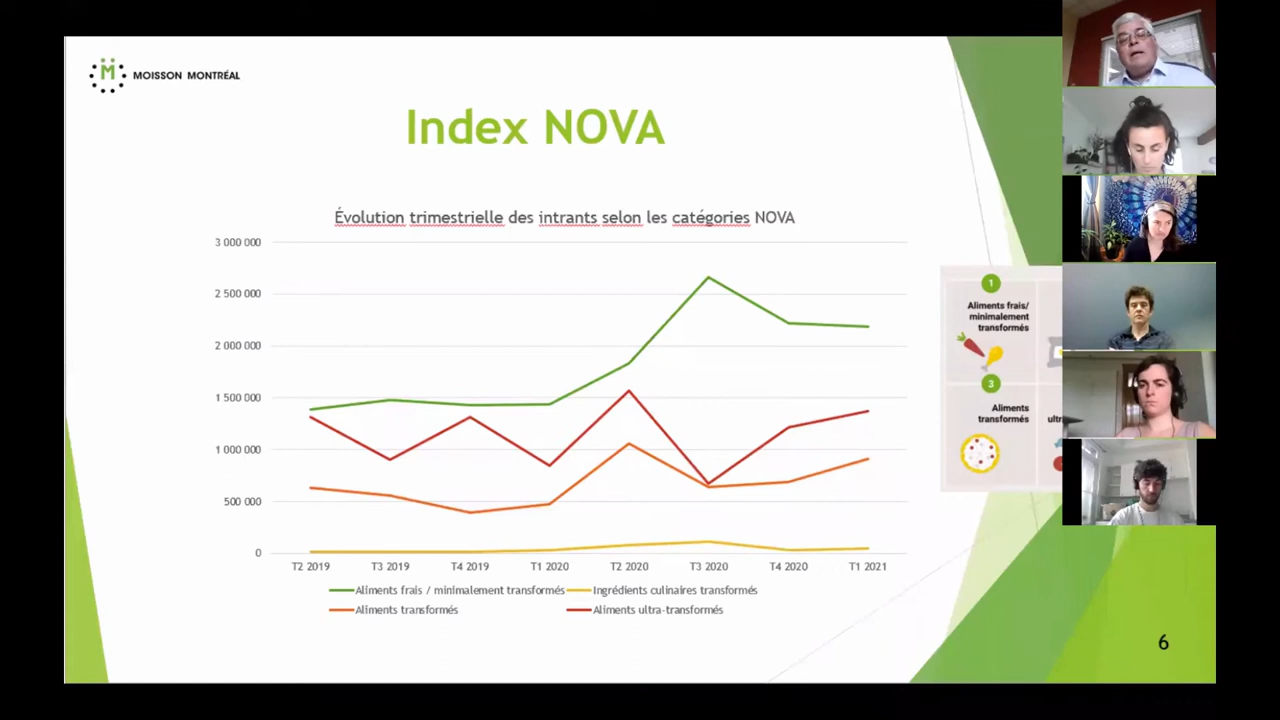 MOISSON MONTRÉAL
Index NOVA
Évolution trimestrielle des intrants selon les catégories NOVA
3 000 000
2 500 000
2 000 000
1 500 000
1 000 000
500 000
0
T2 2019 T3 2019 T4 2019 T1 2020 T2 2020 T3 2020 T4 2020 T1 2021
Aliments frais / minimalement transformés Ingrédients culinaires transformés
Aliments transformés Aliments ultra-transformés
1
Aliments frais/
minimalement
transformés
3
Aliments
transformés
6